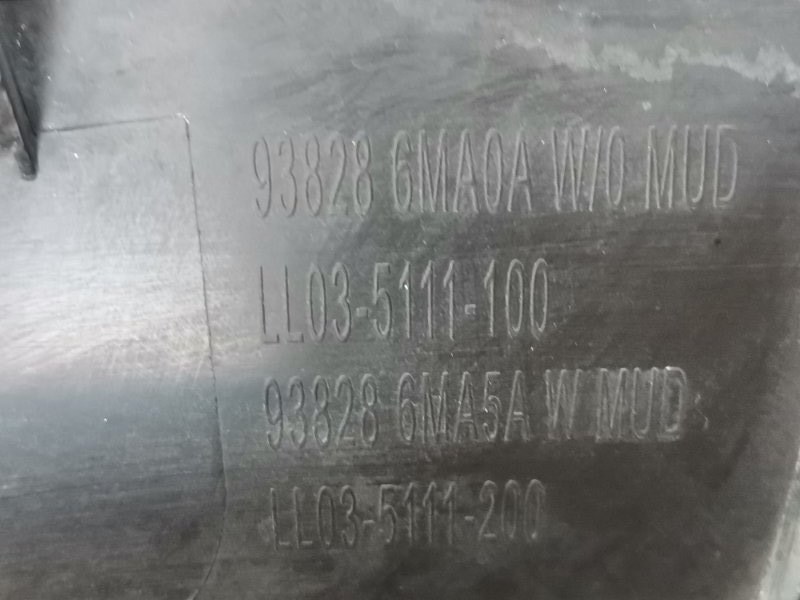 93828 6MA0A W/O MUD
LL03-5111-100
93828 6MA5A W MUD
LL03-5111-200